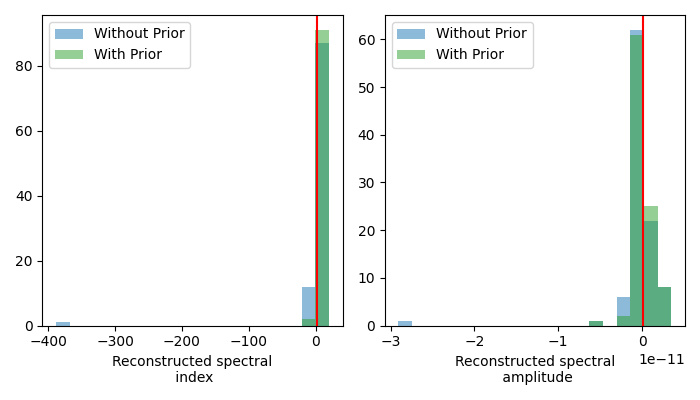 Without Prior
With Prior
80
60
40
20
0
−400
−300
−200
−100
0
Reconstructed spectral
index
Without Prior
With Prior
60
50
40
30
20
10
0
−3
−2
−1
0
1e−11
Reconstructed spectral
amplitude